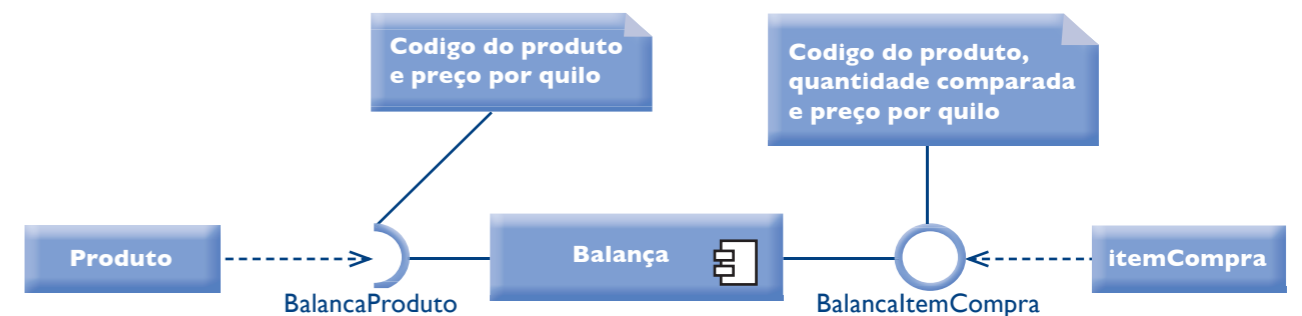 Codigo do produto
e preço por quilo
Codigo do produto,
quantidade comparada
e preço por quilo
Produto
Balança
itemCompra
BalancaProduto
BalancaItemCompra